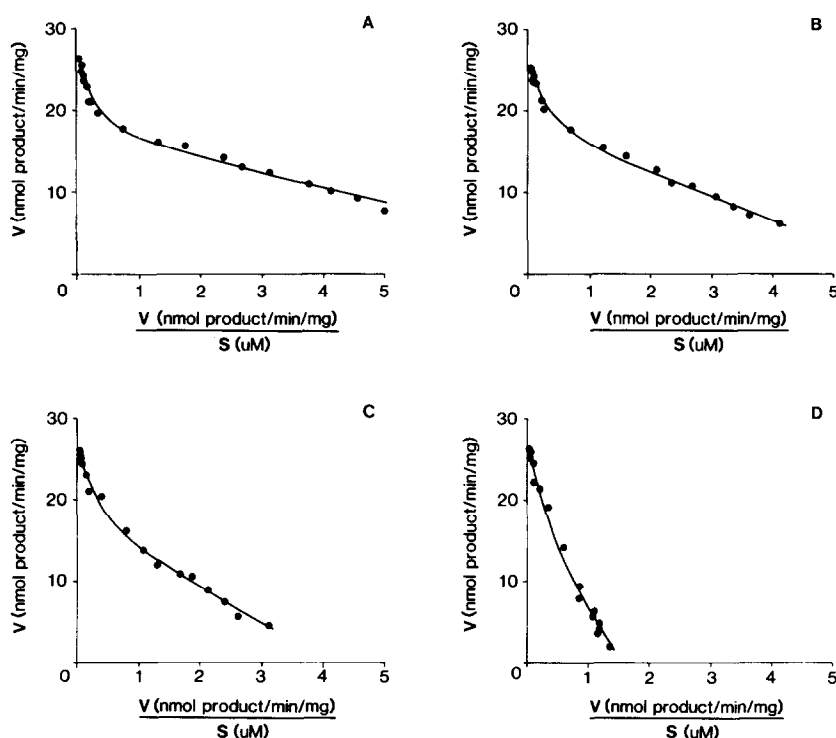 A
30
20
10
0
V (nmol product/min/mg)
1
2
3
4
5
V (nmol product/min/mg)
S (uM)
B
30
20
10
0
V (nmol product/min/mg)
1
2
3
4
5
V (nmol product/min/mg)
S (uM)
C
30
20
10
0
V (nmol product/min/mg)
1
2
3
4
5
V (nmol product/min/mg)
S (uM)
D
30
20
10
0
V (nmol product/min/mg)
1
2
3
4
5
V (nmol product/min/mg)
S (uM)